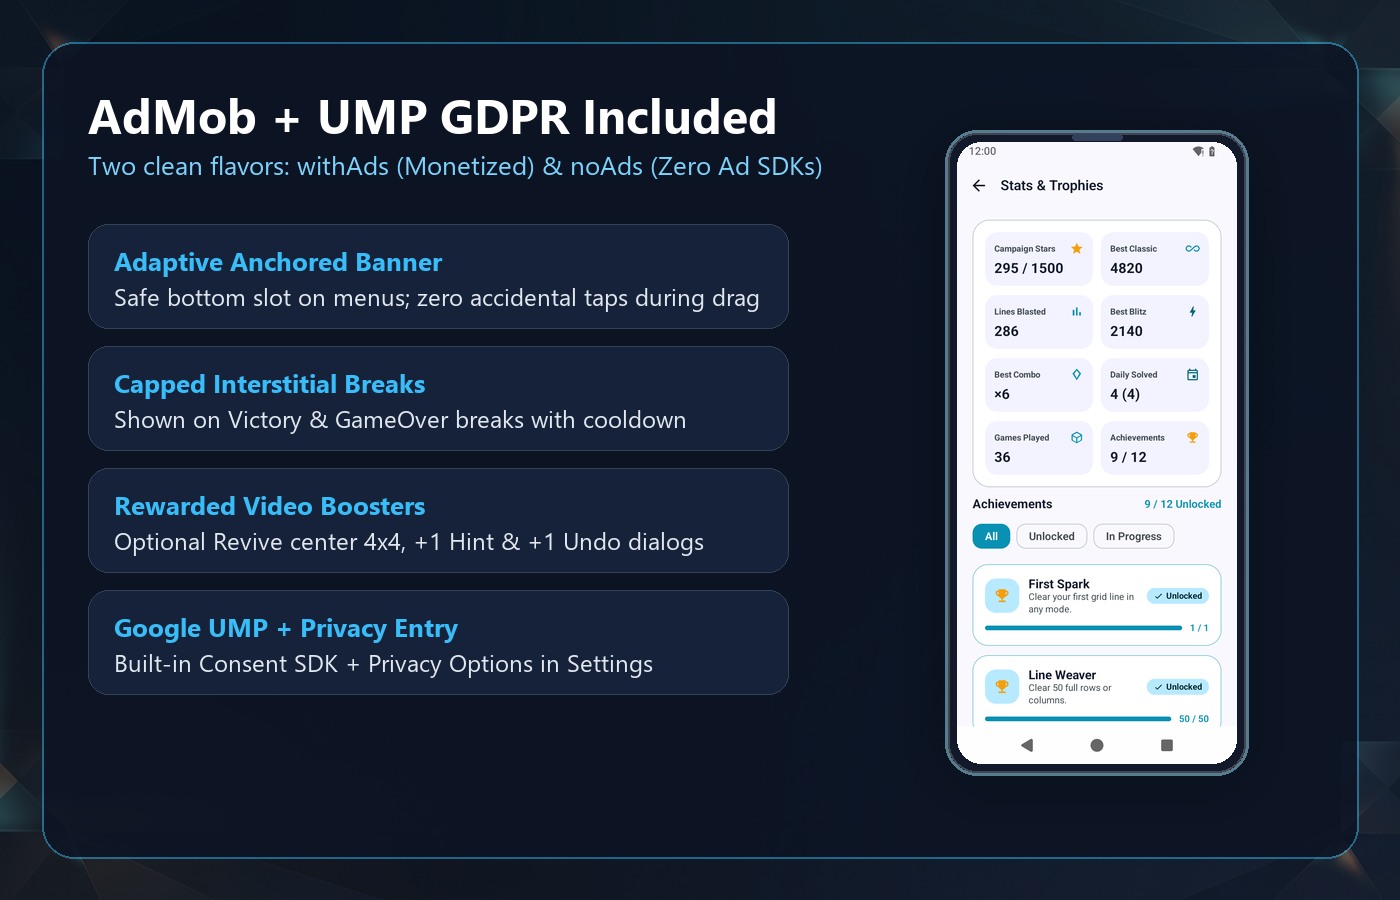 AdMob + UMP GDPR Included
Two clean flavors: withAds (Monetized) & noAds (Zero Ad SDKs)
Adaptive Anchored Banner
Safe bottom slot on menus; zero accidental taps during drag
Capped Interstitial Breaks
Shown on Victory & GameOver breaks with cooldown
Rewarded Video Boosters
Optional Revive center 4x4, +1 Hint & +1 Undo dialogs
Google UMP + Privacy Entry
Built-in Consent SDK + Privacy Options in Settings
12:00
Stats & Trophies
Campaign Stars
295 / 1500
Best Classic
4820
Lines Blasted
286
Best Blitz
2140
Best Combo
×6
Daily Solved
4 (4)
Games Played
36
Achievements
9 / 12
Achievements
9 / 12 Unlocked
All
Unlocked
In Progress
First Spark
Clear your first grid line in
any mode.
Unlocked
1 / 1
Line Weaver
Clear 50 full rows or
columns.
Unlocked
50 / 50